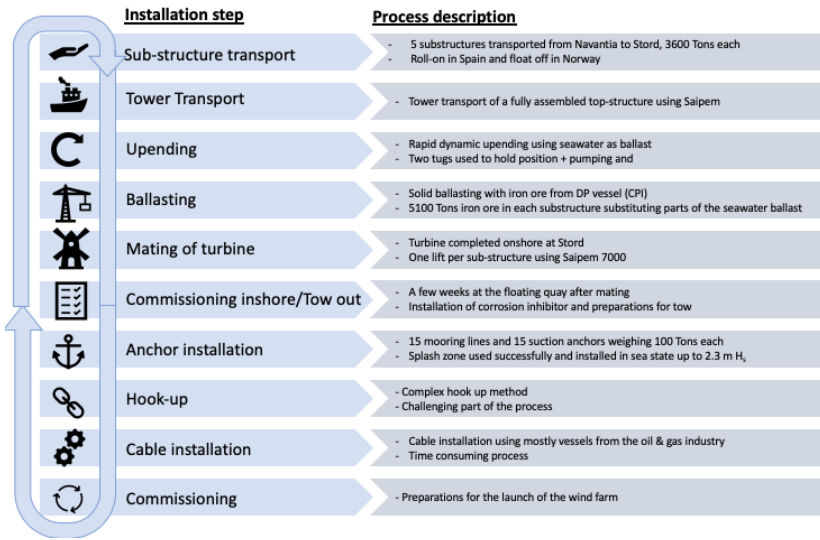 Installation step
Process description
Sub-structure transport
- 5 substructures transported from Navantia to Stord, 3600 Tons each
- Roll-on in Spain and float off in Norway
Tower Transport
- Tower transport of a fully assembled top-structure using Saipem
Upending
- Rapid dynamic upending using seawater as ballast
- Two tugs used to hold position + pumping and
Ballasting
- Solid ballasting with iron ore from DP vessel (CPI)
- 5100 Tons iron ore in each substructure substituting parts of the seawater ballast
Mating of turbine
- Turbine completed onshore at Stord
- One lift per sub-structure using Saipem 7000
Commissioning inshore/Tow out
- A few weeks at the floating quay after mating
- Installation of corrosion inhibitor and preparations for tow
Anchor installation
- 15 mooring lines and 15 suction anchors weighing 100 Tons each
- Splash zone used successfully and installed in sea state up to 2.3 m Hs
Hook-up
- Complex hook up method
- Challenging part of the process
Cable installation
- Cable installation using mostly vessels from the oil & gas industry
- Time consuming process
Commissioning
- Preparations for the launch of the wind farm